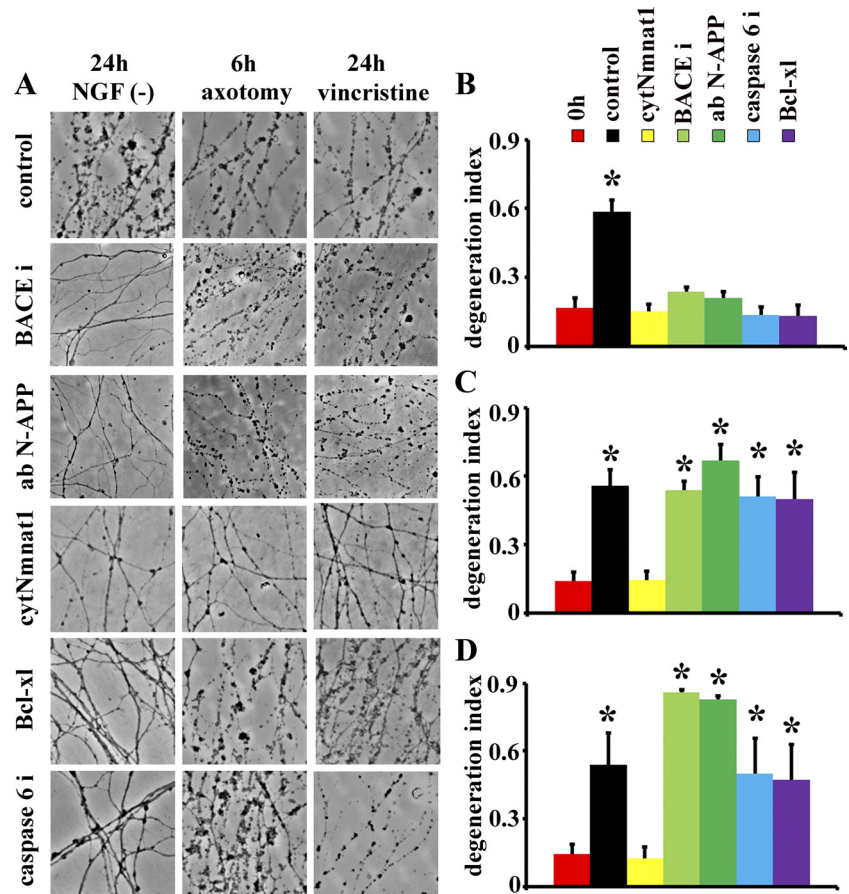 A
24h
NGF (-)
6h
axotomy
24h
vincristine
control
BACE i
ab N-APP
cytNmnat1
Bcl-xl
caspase 6 i
B
0h
control
cytNmnat1
BACE i
ab N-APP
caspase 6 i
Bcl-xl
degeneration index
0.9
0.6
0.3
0
*
C
degeneration index
0.9
0.6
0.3
0
* * * * *
D
degeneration index
0.9
0.6
0.3
0
* * * * *